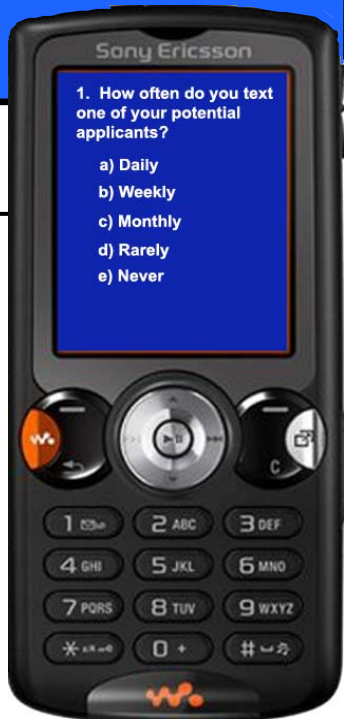 Sony Ericsson
1. How often do you text
one of your potential
applicants?
a) Daily
b) Weekly
c) Monthly
d) Rarely
e) Never
C
1
2 ABC
3 DEF
4 GHI
5 JKL
6 MNO
7 PQRS
8 TUV
9 WXYZ
* a/A
0 +
#